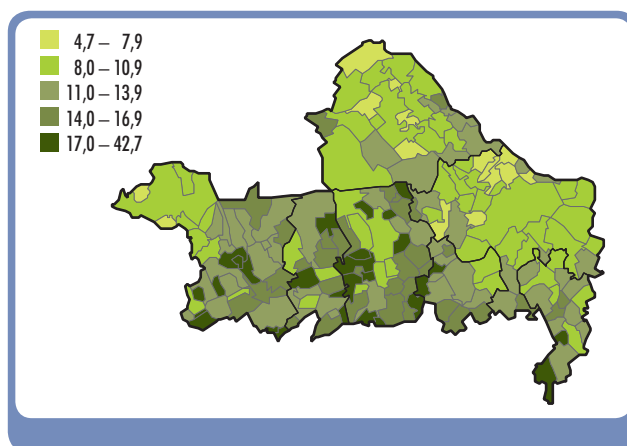 4,7 – 7,9
8,0 – 10,9
11,0 – 13,9
14,0 – 16,9
17,0 – 42,7